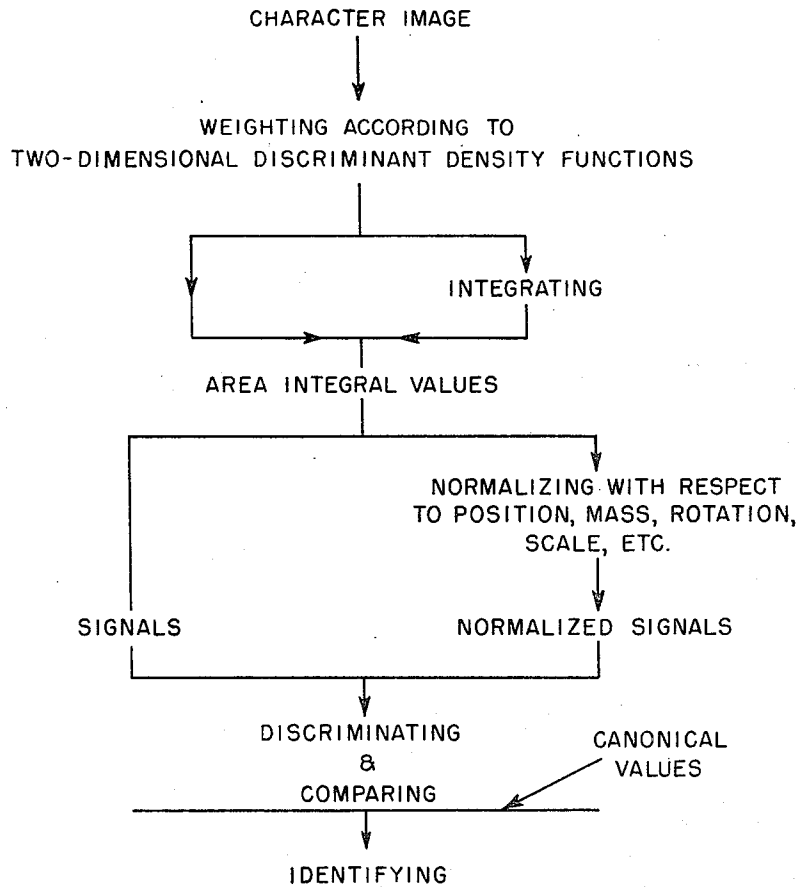 CHARACTER IMAGE
WEIGHTING ACCORDING TO
TWO-DIMENSIONAL DISCRIMINANT DENSITY FUNCTIONS
INTEGRATING
AREA INTEGRAL VALUES
NORMALIZING WITH RESPECT
TO POSITION, MASS, ROTATION,
SCALE, ETC.
SIGNALS
NORMALIZED SIGNALS
DISCRIMINATING
&
COMPARING
CANONICAL
VALUES
IDENTIFYING